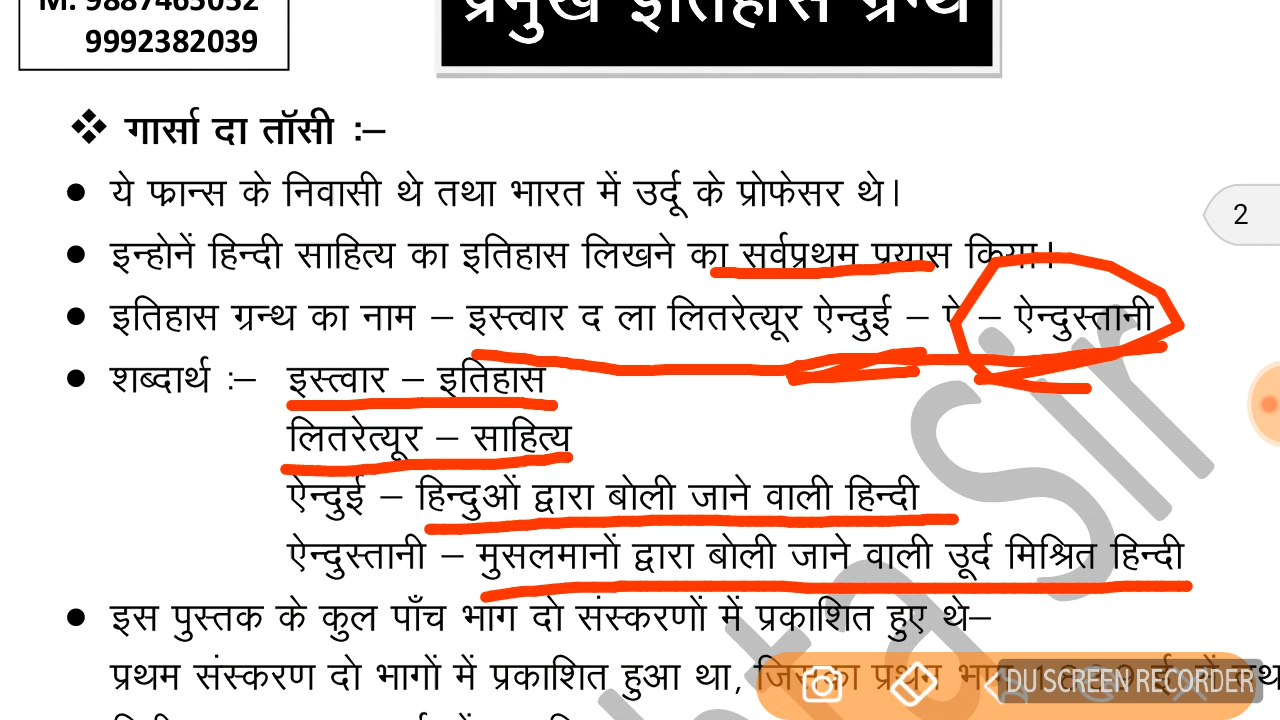 M. 9887465052
9992382039
प्रमुख इतिहास ग्रन्थ
❖ गार्सा दा तॉसी :–
● ये फ्रान्स के निवासी थे तथा भारत में उर्दू के प्रोफेसर थे।
● इन्होनें हिन्दी साहित्य का इतिहास लिखने का सर्वप्रथम प्रयास किया।
2
● इतिहास ग्रन्थ का नाम – इस्त्वार द ला लितरेत्यूर ऐन्दुई – ऐ – ऐन्दुस्तानी
● शब्दार्थ :– इस्त्वार – इतिहास
लितरेत्यूर – साहित्य
ऐन्दुई – हिन्दुओं द्वारा बोली जाने वाली हिन्दी
ऐन्दुस्तानी – मुसलमानों द्वारा बोली जाने वाली उूर्द मिश्रित हिन्दी
● इस पुस्तक के कुल पाँच भाग दो संस्करणों में प्रकाशित हुए थे–
प्रथम संस्करण दो भागों में प्रकाशित हुआ था, जिसका प्रथम भाग
DU SCREEN RECORDER
Sir